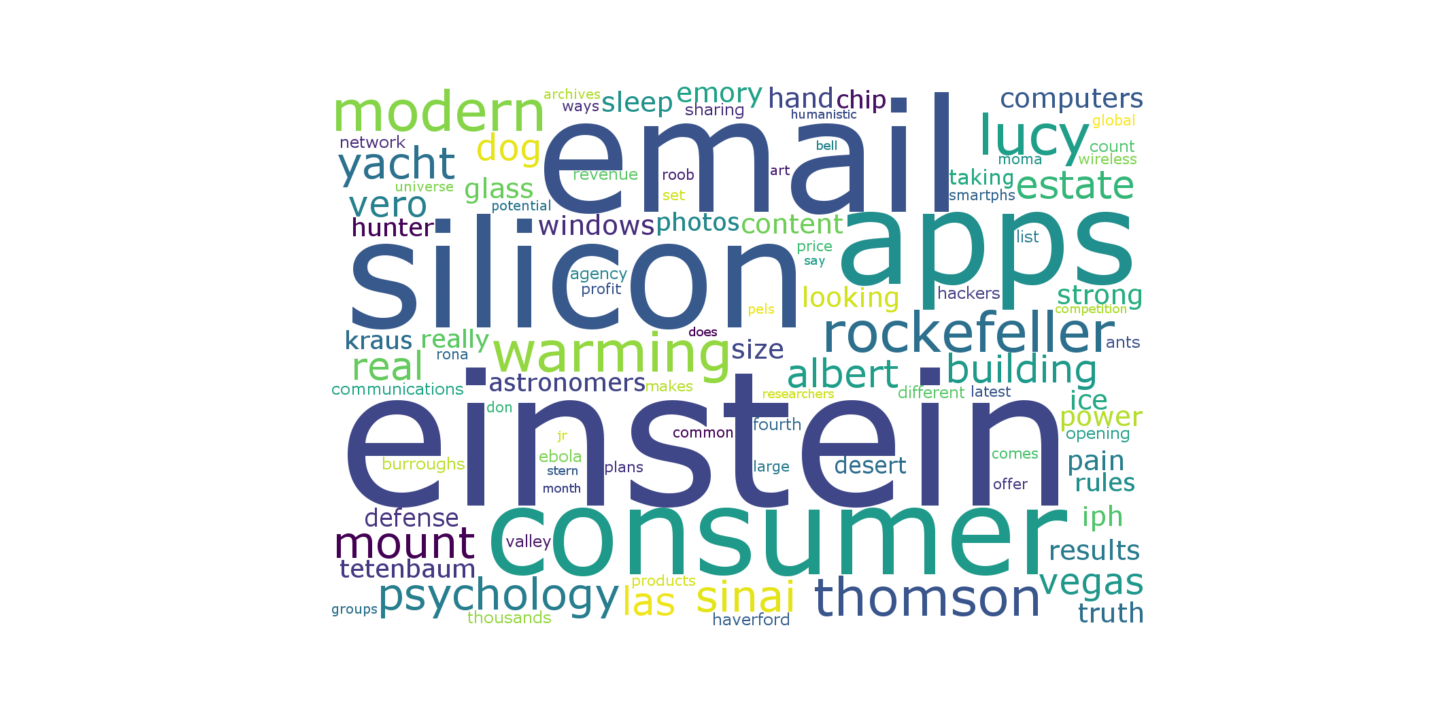 modern
archives
ways
sleep
emory
sharing
hand
chip
humanistic
computers
email
lucy
global
network
dog
bell
moma
count
wireless
yacht
universe
glass
revenue
roob
art
set
taking
smartphs
estate
vero
potential
hunter
windows
photos
content
apps
list
silicon
agency
profit
price
say
looking
hackers
strong
pels
competition
kraus
really
rona
does
rockefeller
ants
real
warming
size
albert
building
communications
astronomers
makes
researchers
different
latest
ice
don
einstein
power
jr
common
fourth
opening
burroughs
ebola
stern
month
plans
large
desert
comes
offer
pain
rules
defense
consumer
iph
mount
valley
results
tetenbaum
psychology
products
las
sinai
thomson
vegas
groups
thousands
haverford
truth